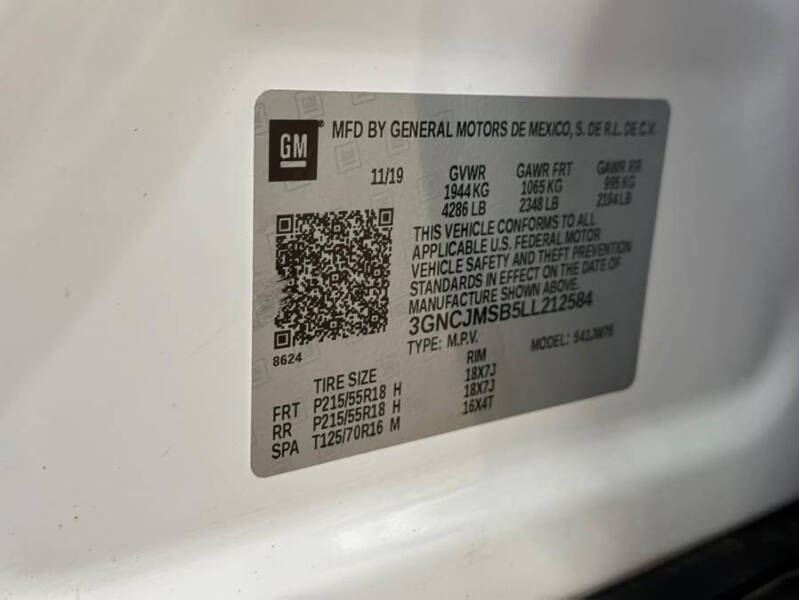 GM® MFD BY GENERAL MOTORS DE MEXICO, S. DE R.L. DE C.V.
11/19 GVWR GAWR FRT GAWR RR
1944 KG 1065 KG 995 KG
4286 LB 2348 LB 2194 LB
THIS VEHICLE CONFORMS TO ALL
APPLICABLE U.S. FEDERAL MOTOR
VEHICLE SAFETY AND THEFT PREVENTION
STANDARDS IN EFFECT ON THE DATE OF
MANUFACTURE SHOWN ABOVE.
3GNCJMSB5LL212584
8624 TYPE: M.P.V. MODEL: 541JW76
TIRE SIZE RIM
FRT P215/55R18 H 18X7J
RR P215/55R18 H 18X7J
SPA T125/70R16 M 16X4T